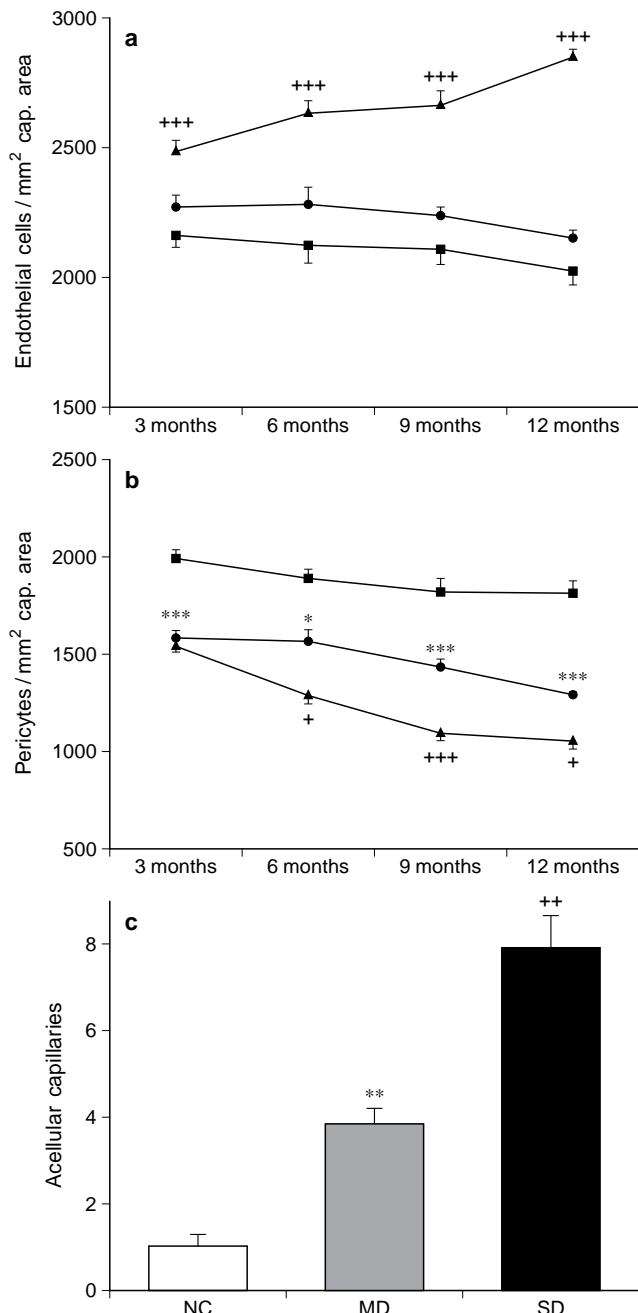 a
Endothelial cells / mm² cap. area
3000
2500
2000
1500
+++
+++
+++
+++
3 months 6 months 9 months 12 months
b
Pericytes / mm² cap. area
2500
2000
1500
1000
500
*** * *** ***
+ +++ +
3 months 6 months 9 months 12 months
c
Acellular capillaries
8
6
4
2
0
++
**
NC MD SD